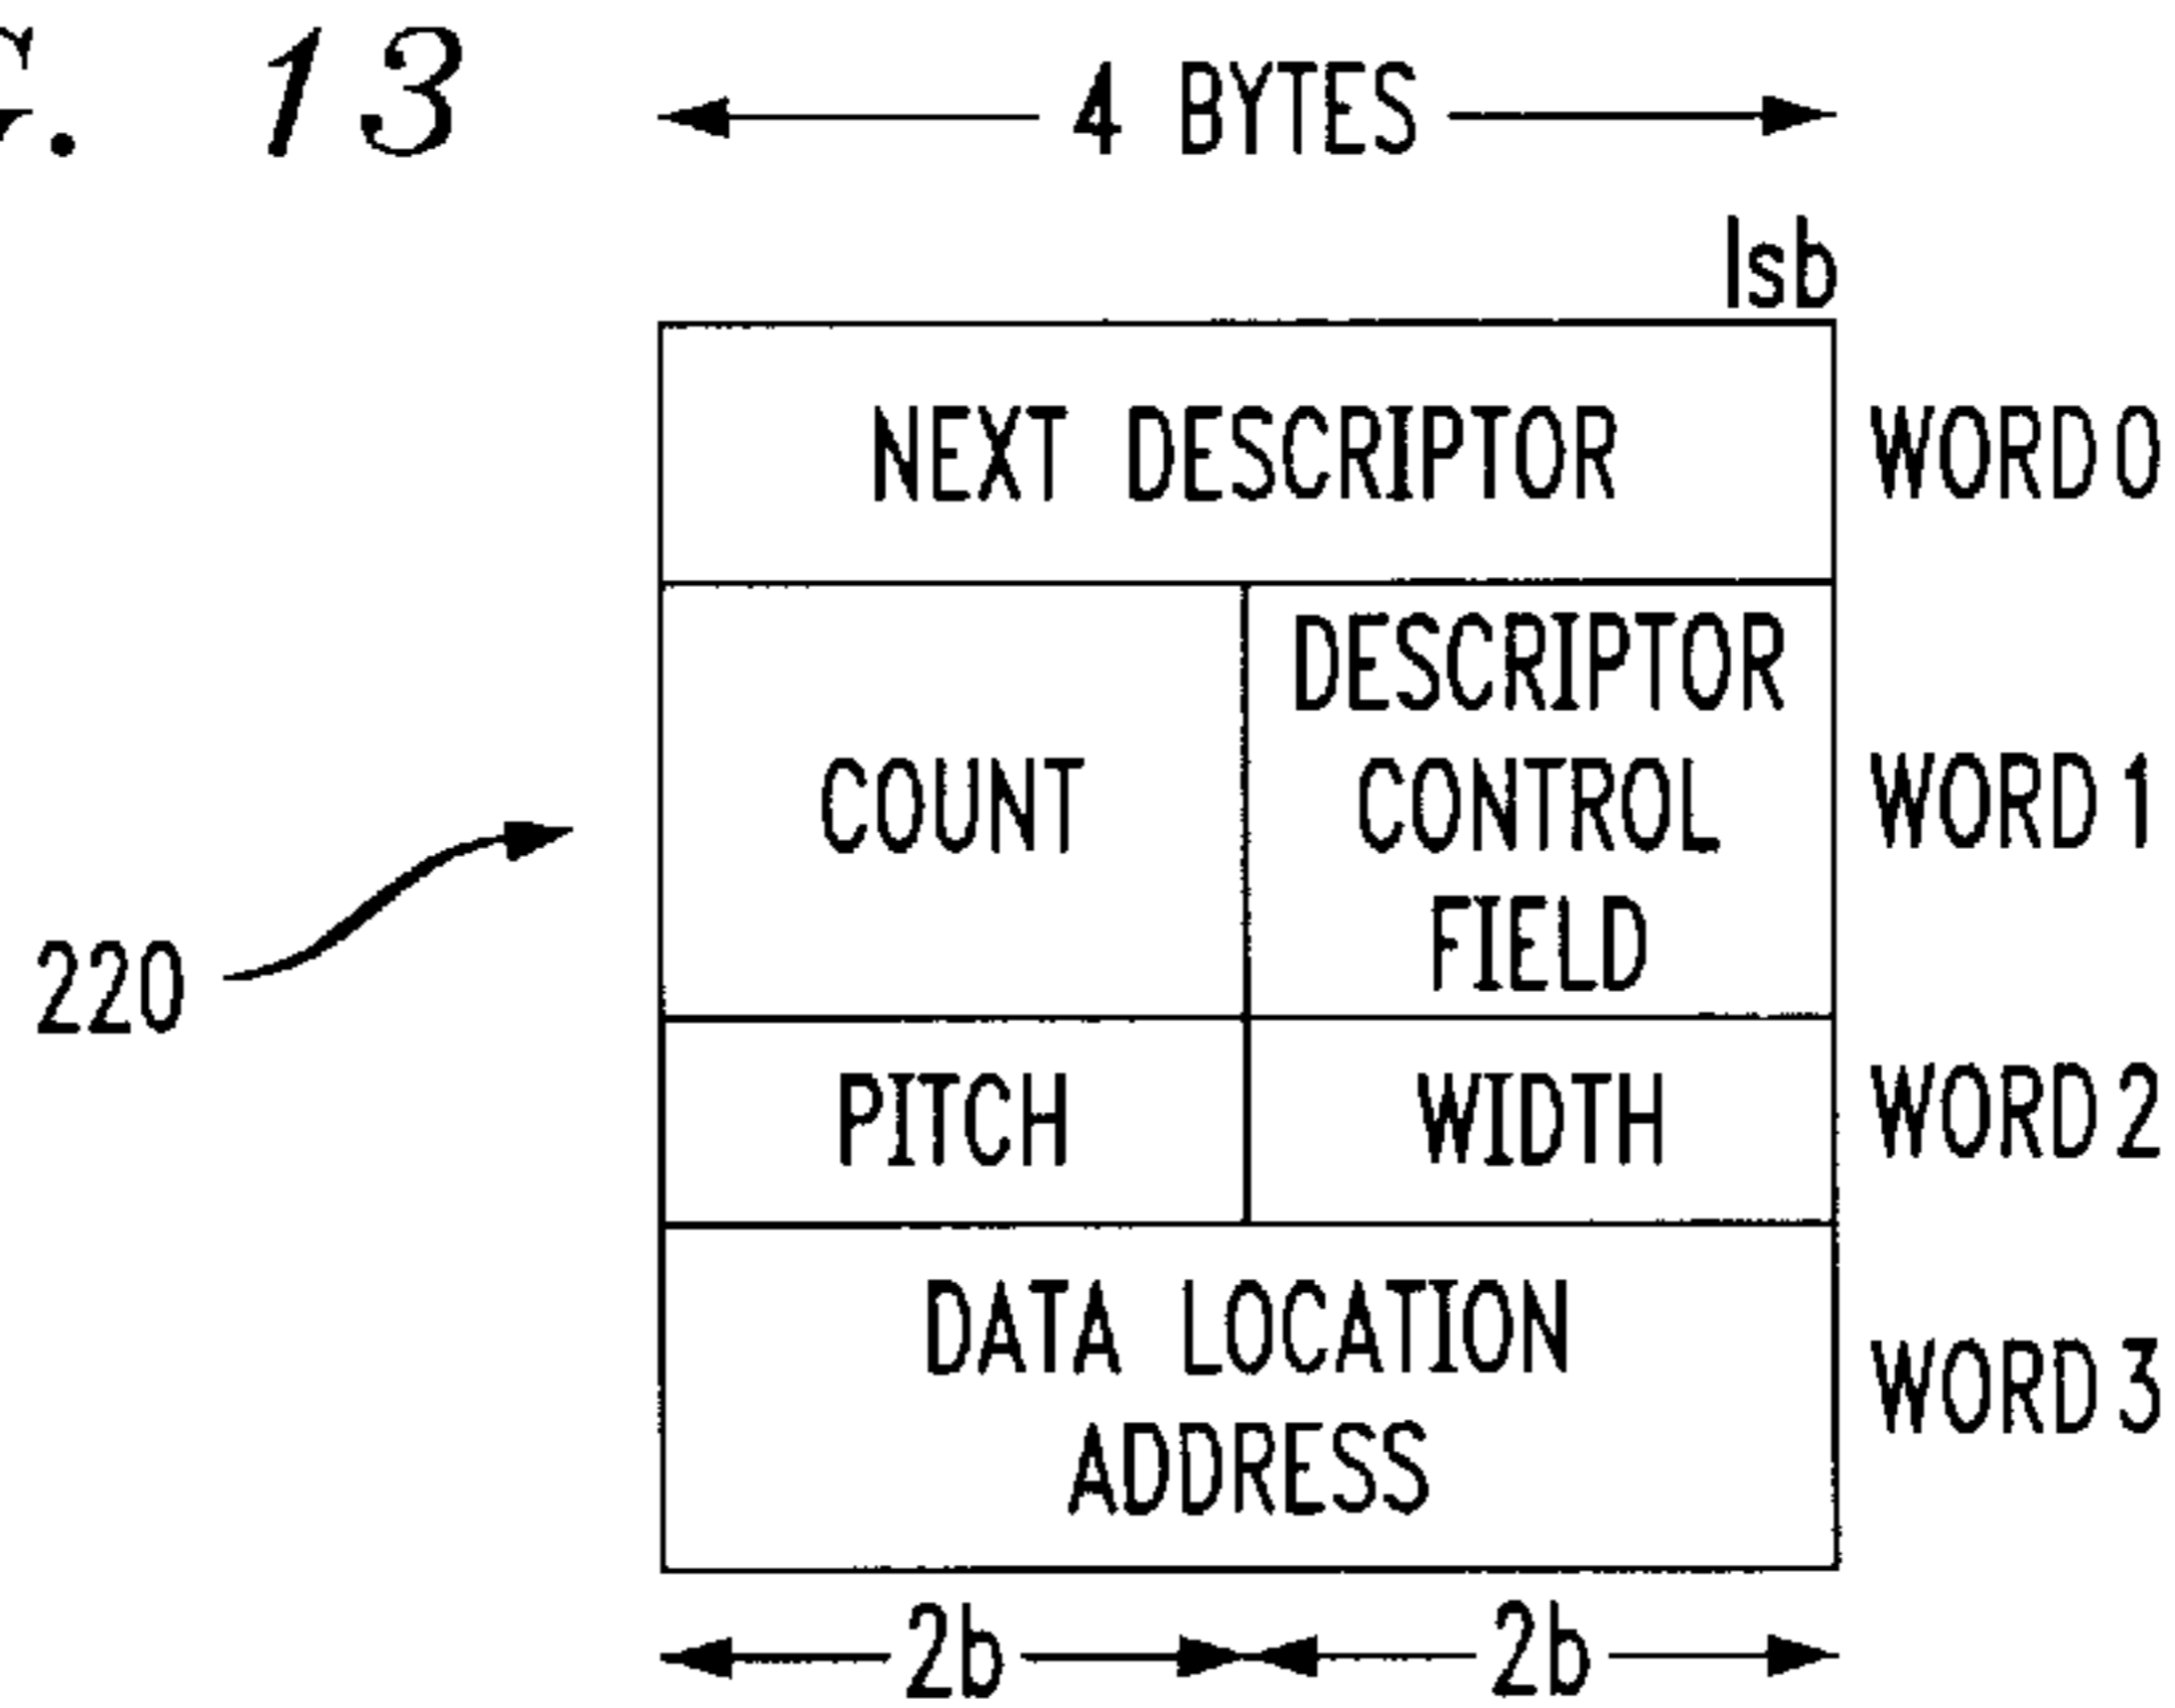 G. 13
4 BYTES
lsb
NEXT DESCRIPTOR WORD 0
DESCRIPTOR
COUNT CONTROL WORD 1
FIELD
220
PITCH WIDTH WORD 2
DATA LOCATION
ADDRESS WORD 3
2b 2b